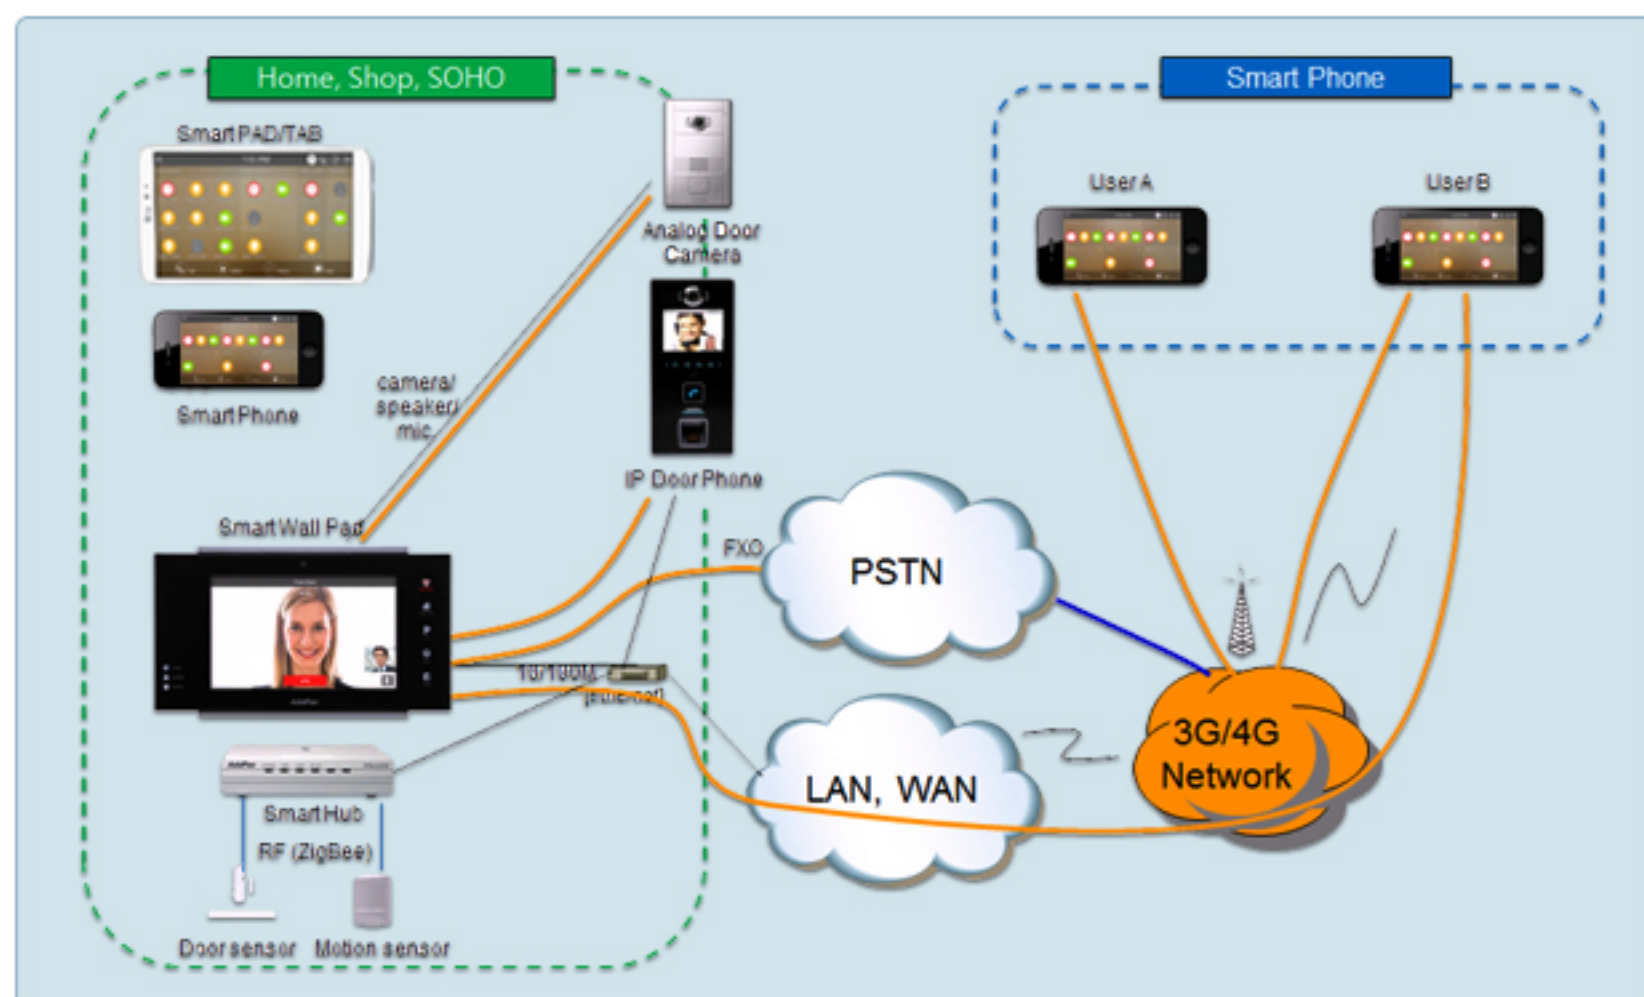 Home, Shop, SOHO
Smart Phone
Smart PAD/TAB
User A
User B
Analog Door
Camera
camera/
speaker/
mic.
Smart Phone
IP Door Phone
Smart Wall Pad
FXO
PSTN
10/100M
3G/4G
Network
LAN, WAN
Smart Hub
RF (ZigBee)
Door sensor
Motion sensor